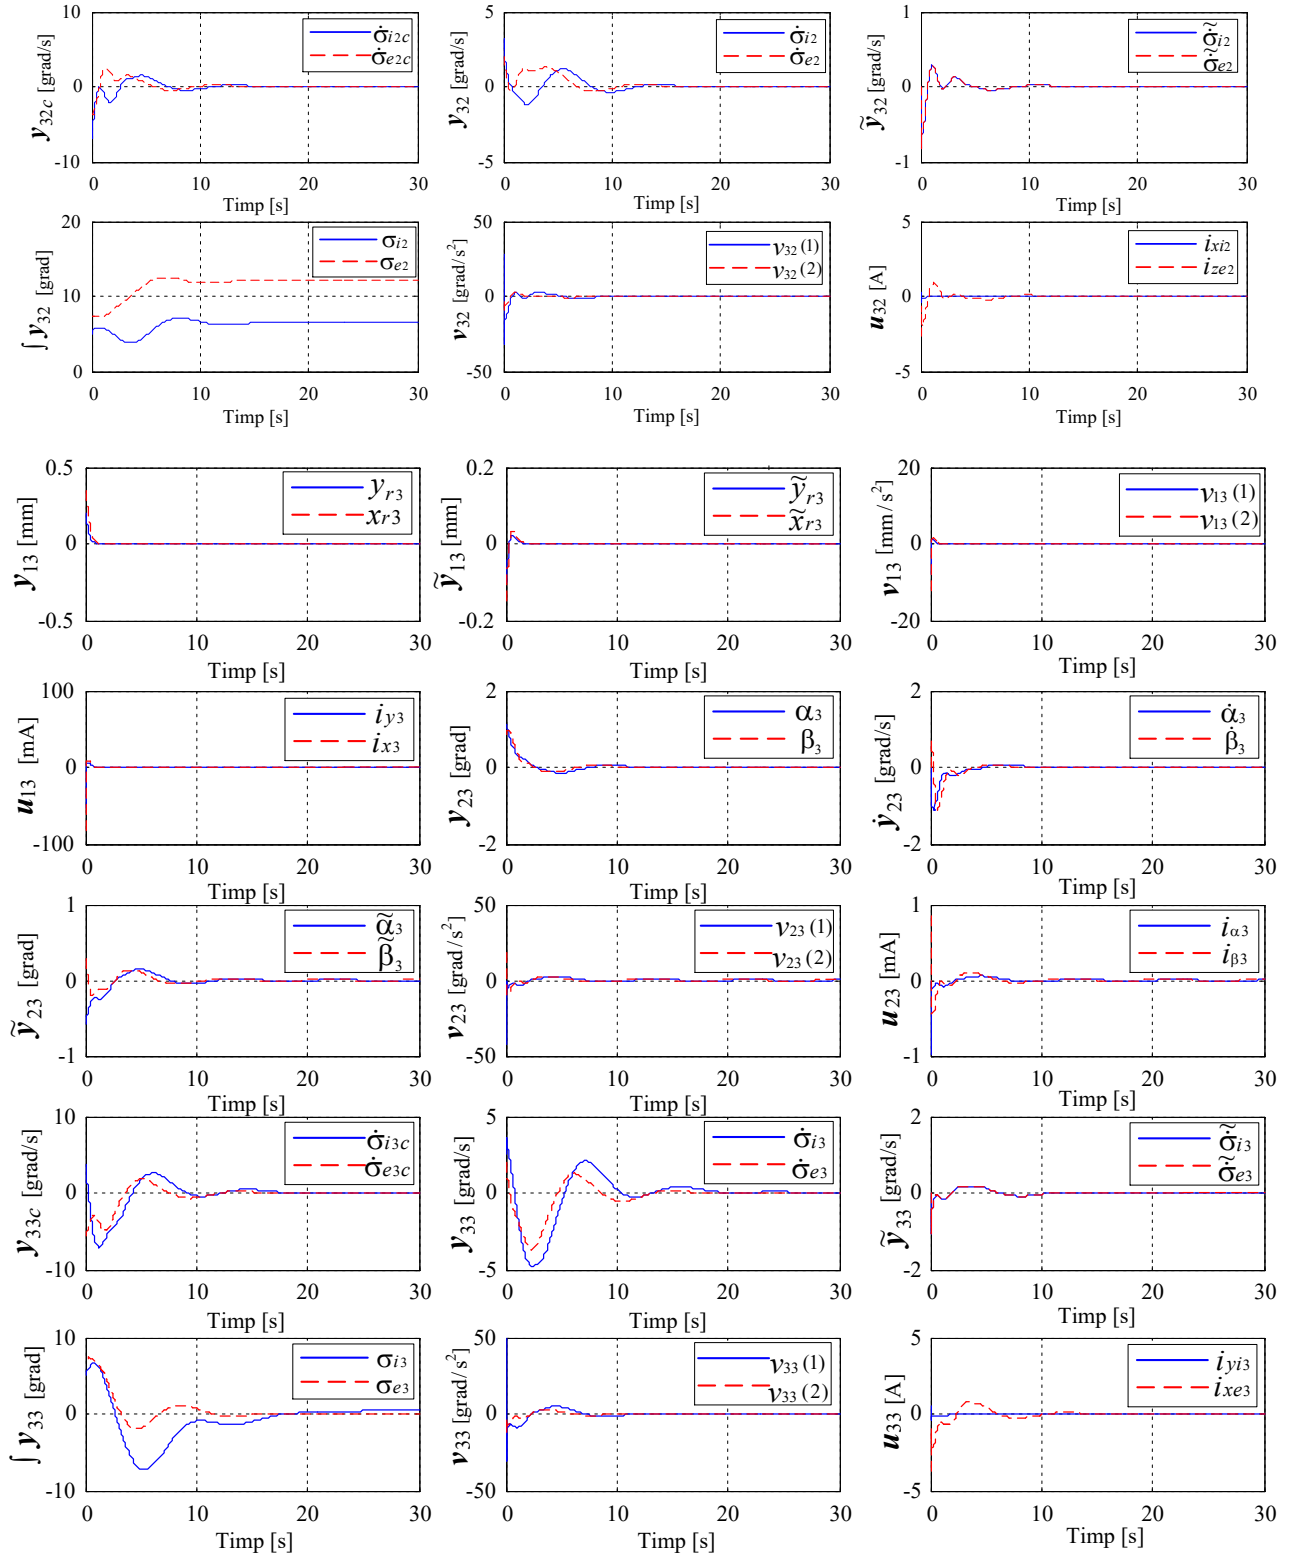 y32c [grad/s]
10
0
-10
σ̇i2c
σ̇e2c
0 10 20 30
Timp [s]
y32 [grad/s]
5
0
-5
σ̇i2
σ̇e2
0 10 20 30
Timp [s]
ỹ32 [grad/s]
1
0
-1
σ̇̃i2
σ̇̃e2
0 10 20 30
Timp [s]
∫ y32 [grad]
20
10
0
σi2
σe2
0 10 20 30
Timp [s]
v32 [grad/s²]
50
0
-50
v32 (1)
v32 (2)
0 10 20 30
Timp [s]
u32 [A]
5
0
-5
ixi2
ize2
0 10 20 30
Timp [s]
y13 [mm]
0.5
0
-0.5
yr3
xr3
0 10 20 30
Timp [s]
ỹ13 [mm]
0.2
0
-0.2
ỹr3
x̃r3
0 10 20 30
Timp [s]
v13 [mm/s²]
20
0
-20
v13 (1)
v13 (2)
0 10 20 30
Timp [s]
u13 [mA]
100
0
-100
iy3
ix3
0 10 20 30
Timp [s]
y23 [grad]
2
0
-2
α3
β3
0 10 20 30
Timp [s]
ẏ23 [grad/s]
2
0
-2
α̇3
β̇3
0 10 20 30
Timp [s]
ỹ23 [grad]
1
0
-1
α̃3
β̃3
0 10 20 30
Timp [s]
v23 [grad/s²]
50
0
-50
v23 (1)
v23 (2)
0 10 20 30
Timp [s]
u23 [mA]
1
0
-1
iα3
iβ3
0 10 20 30
Timp [s]
y33c [grad/s]
10
0
-10
σ̇i3c
σ̇e3c
0 10 20 30
Timp [s]
y33 [grad/s]
5
0
-5
σ̇i3
σ̇e3
0 10 20 30
Timp [s]
ỹ33 [grad/s]
2
0
-2
σ̇̃i3
σ̇̃e3
0 10 20 30
Timp [s]
∫ y33 [grad]
10
0
-10
σi3
σe3
0 10 20 30
Timp [s]
v33 [grad/s²]
50
0
-50
v33 (1)
v33 (2)
0 10 20 30
Timp [s]
u33 [A]
5
0
-5
iyi3
ixe3
0 10 20 30
Timp [s]